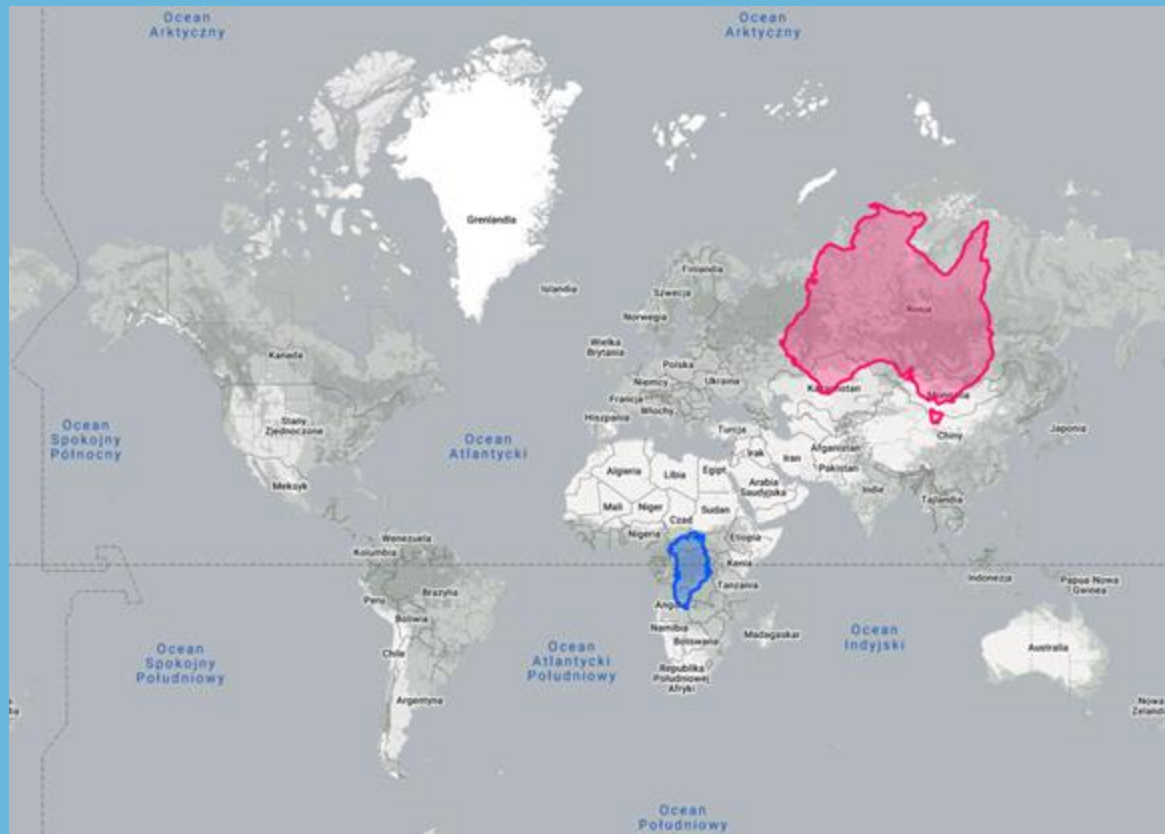 Ocean
Arktyczny
Ocean
Arktyczny
Grenlandia
Islandia
Finlandia
Szwecja
Norwegia
Rosja
Wielka
Brytania
Kanada
Polska
Niemcy
Ukraina
Francja
Kazachstan
Mongolia
Włochy
Hiszpania
Stany
Zjednoczone
Ocean
Spokojny
Północny
Ocean
Atlantycki
Turcja
Chiny
Japonia
Irak
Iran
Afganistan
Pakistan
Algieria
Libia
Egipt
Arabia
Saudyjska
Indie
Tajlandia
Meksyk
Mali
Niger
Sudan
Czad
Nigeria
Etiopia
Wenezuela
Kolumbia
Kenia
Indonezja
Papua Nowa
Gwinea
Tanzania
Brazylia
Peru
Angola
Boliwia
Namibia
Botswana
Madagaskar
Ocean
Indyjski
Australia
Ocean
Spokojny
Południowy
Chile
Ocean
Atlantycki
Południowy
Republika
Południowej
Afryki
Argentyna
Nowa
Zelandi
Ocean
Południowy